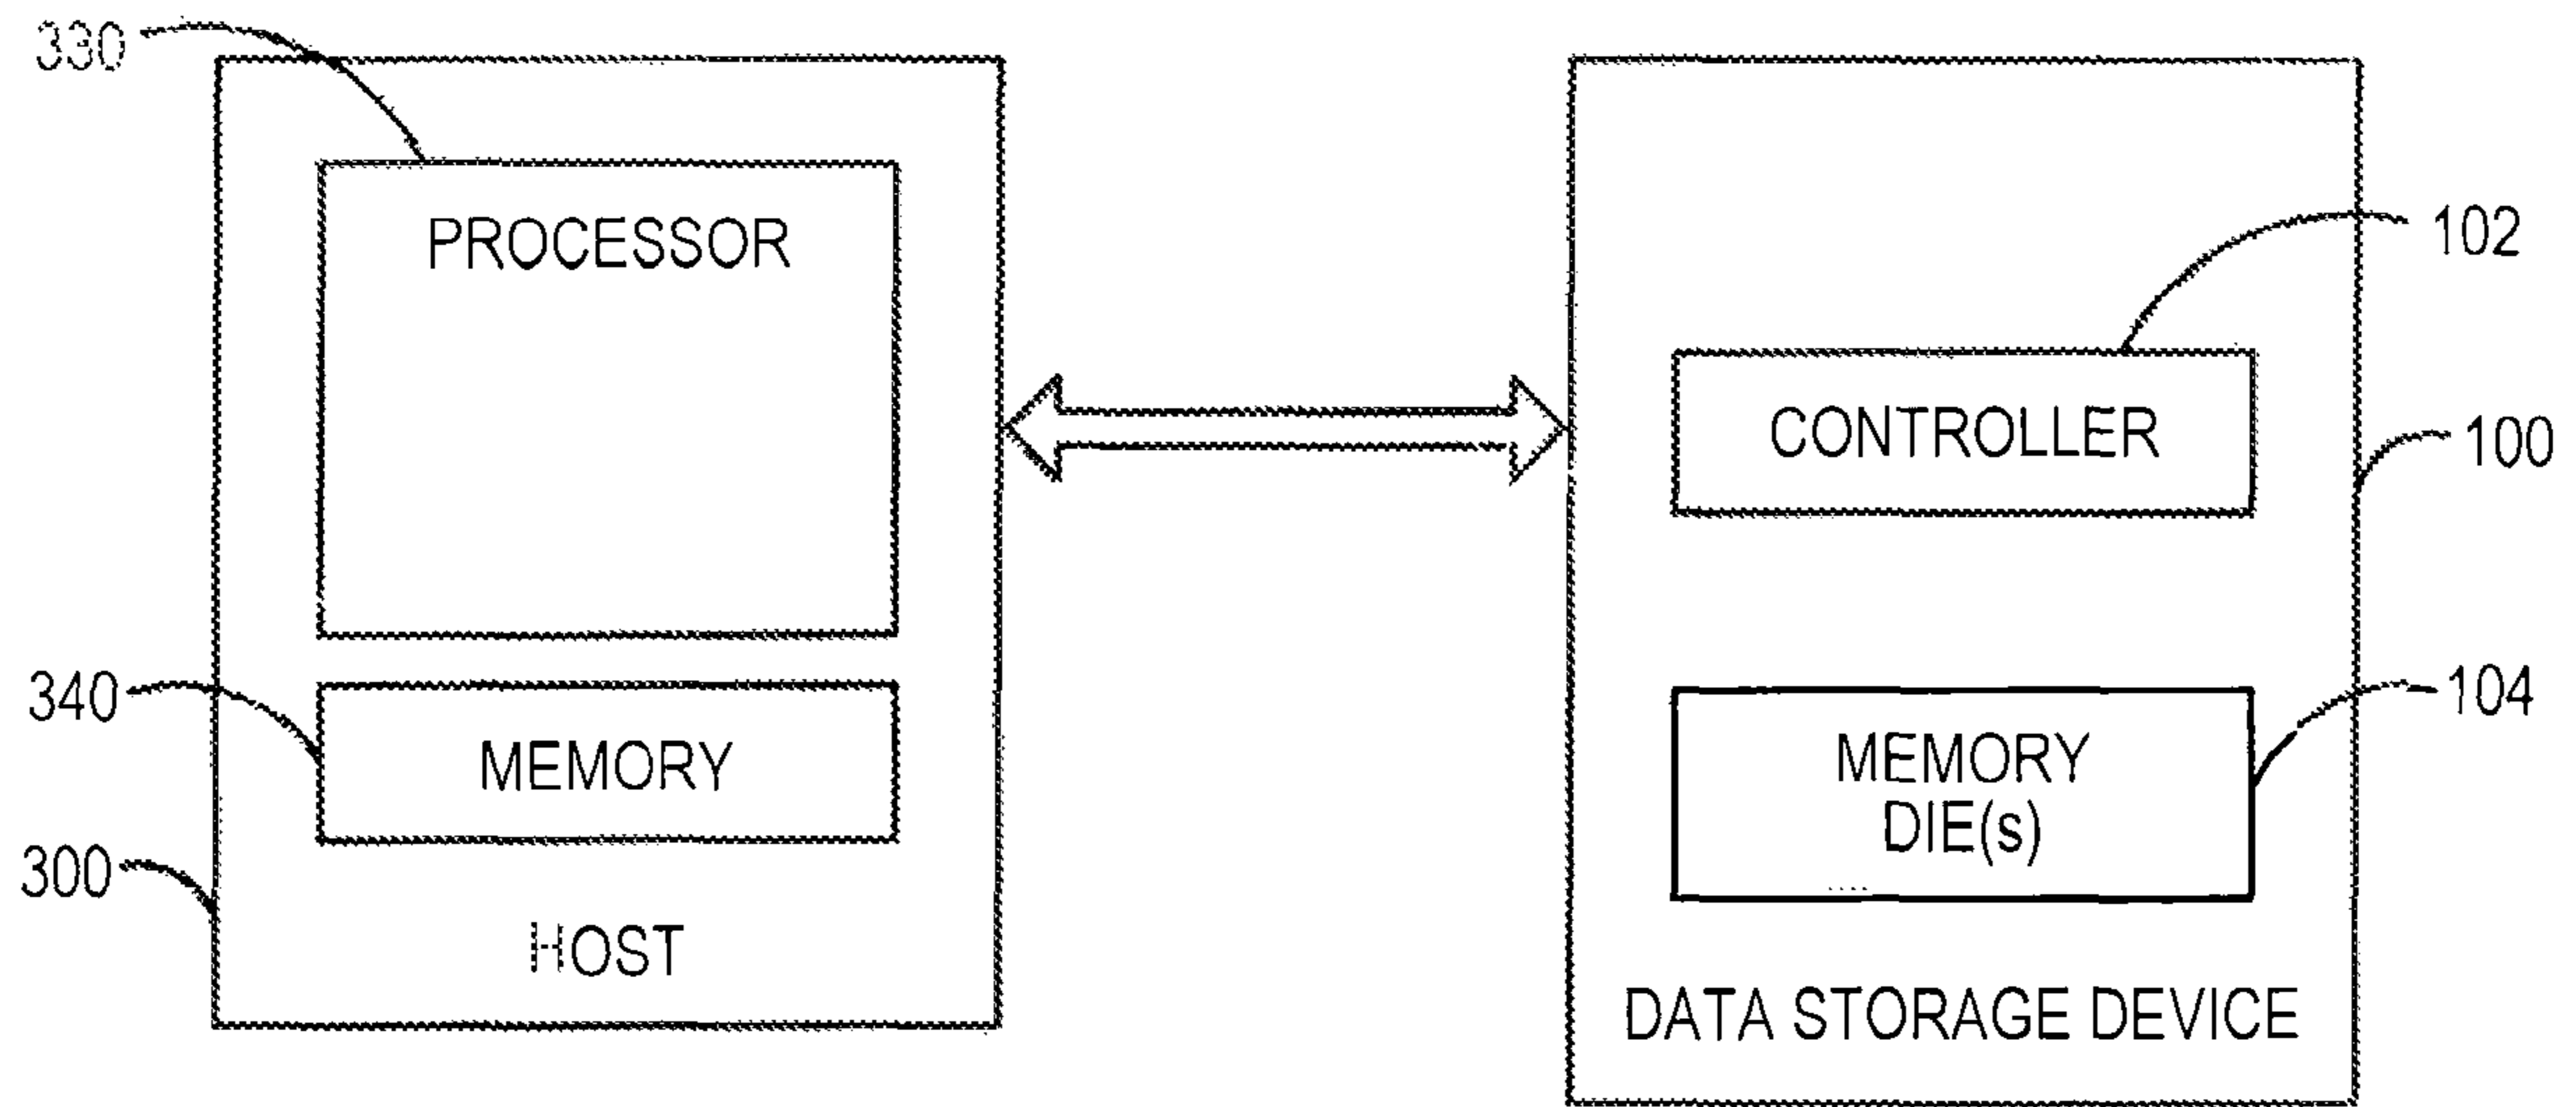 330
PROCESSOR
102
CONTROLLER
100
340
MEMORY
104
MEMORY
DIE(s)
300
HOST
DATA STORAGE DEVICE